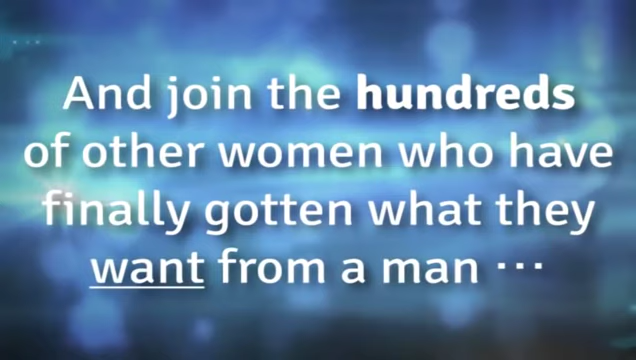 And join the hundreds
of other women who have
finally gotten what they
want from a man ···